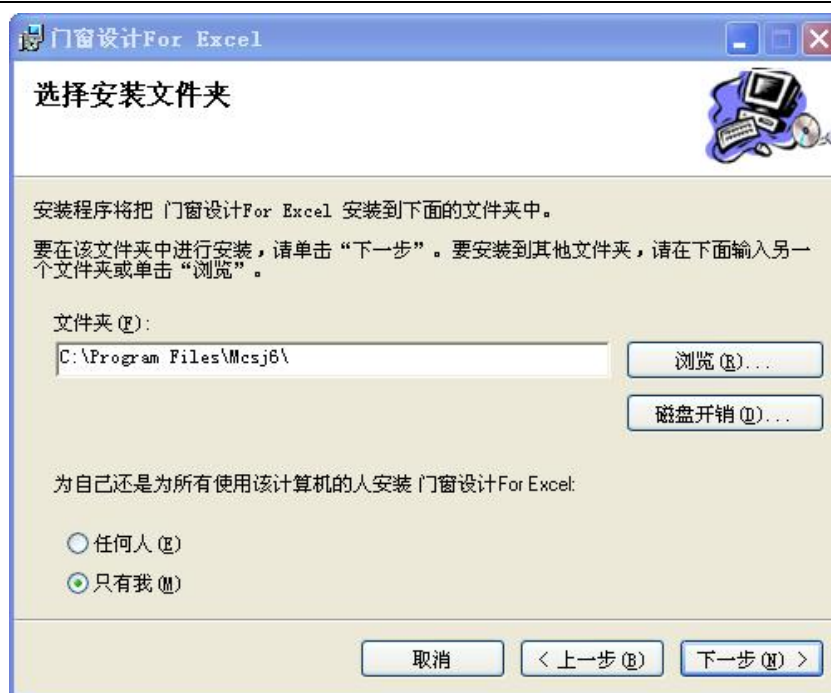 门窗设计For Excel
选择安装文件夹
安装程序将把 门窗设计For Excel 安装到下面的文件夹中。
要在该文件夹中进行安装，请单击“下一步”。要安装到其他文件夹，请在下面输入另一
个文件夹或单击“浏览”。
文件夹(F):
C:\Program Files\Mcsj6\
浏览(R)...
磁盘开销(D)...
为自己还是为所有使用该计算机的人安装 门窗设计For Excel:
任何人(E)
只有我(M)
取消
< 上一步(B)
下一步(N) >